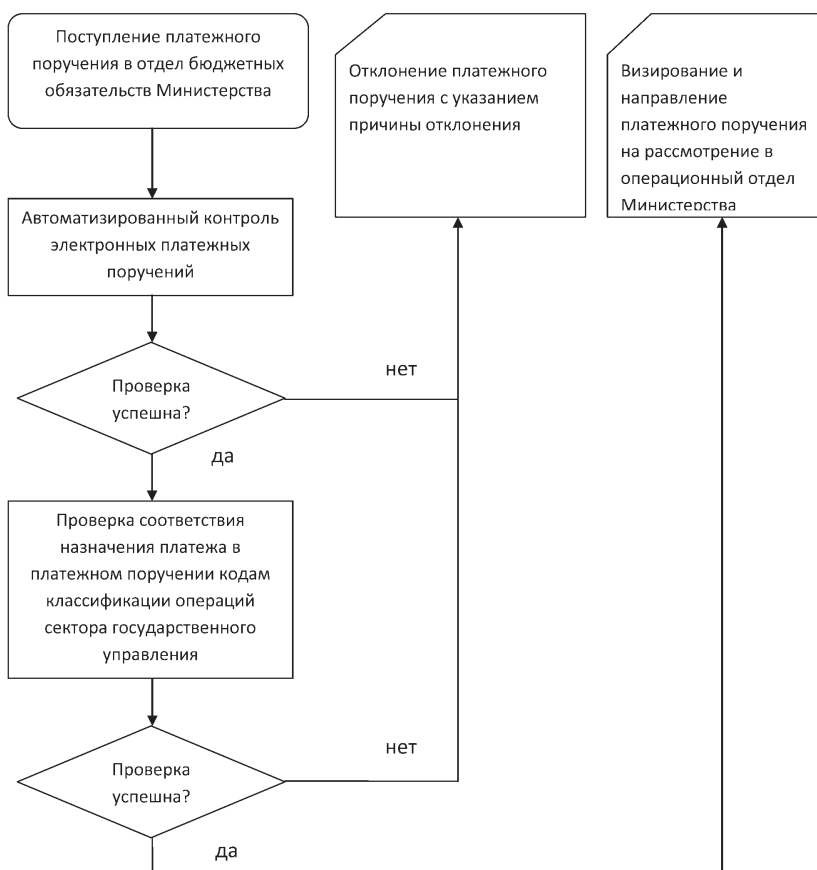 Поступление платежного
поручения в отдел бюджетных
обязательств Министерства
Отклонение платежного
поручения с указанием
причины отклонения
Визирование и
направление
платежного поручения
на рассмотрение в
операционный отдел
Министерства
Автоматизированный контроль
электронных платежных
поручений
Проверка
успешна?
нет
да
Проверка соответствия
назначения платежа в
платежном поручении кодам
классификации операций
сектора государственного
управления
Проверка
успешна?
нет
да